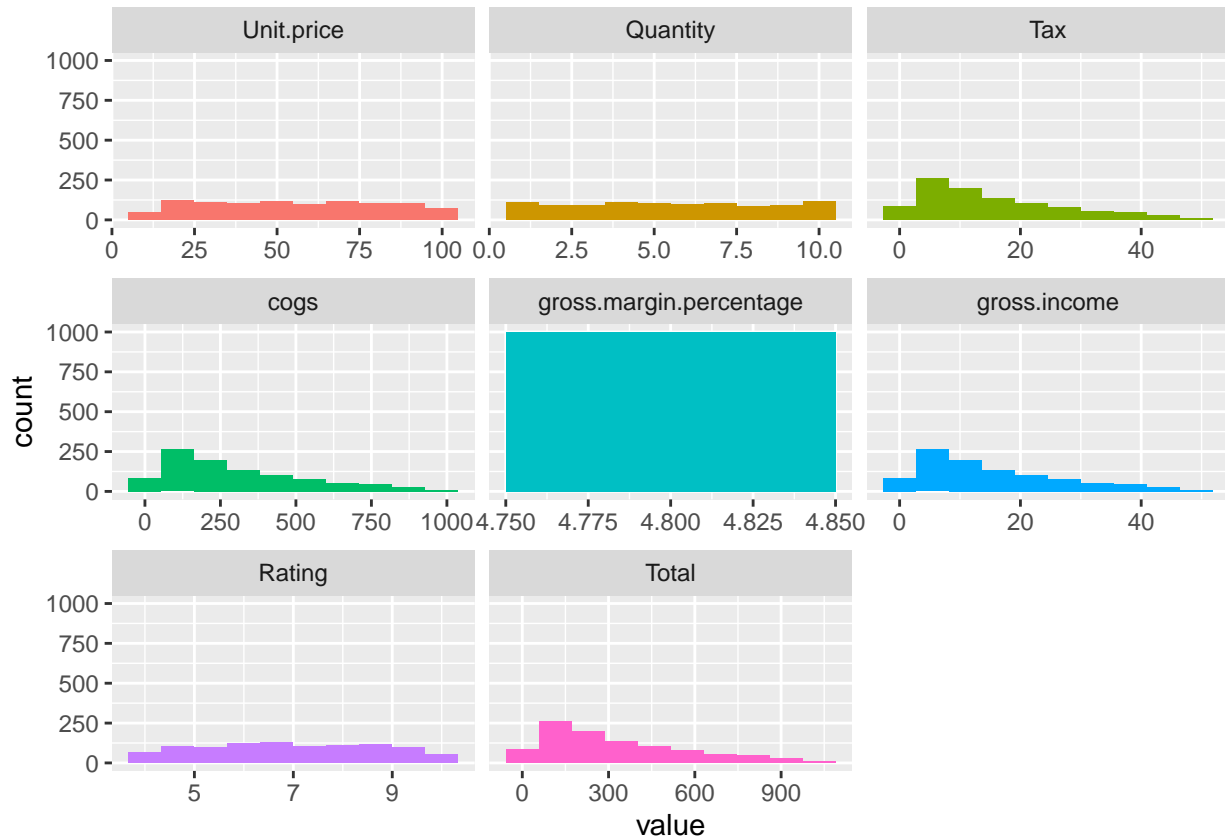 Unit.price Quantity Tax
1000
750
500
250
0
0 25 50 75 100 0.0 2.5 5.0 7.5 10.0 0 20 40
cogs gross.margin.percentage gross.income
1000
750
500
250
0
0 250 500 750 1000 4.750 4.775 4.800 4.825 4.850 0 20 40
count
Rating Total
1000
750
500
250
0
5 7 9 0 300 600 900
value